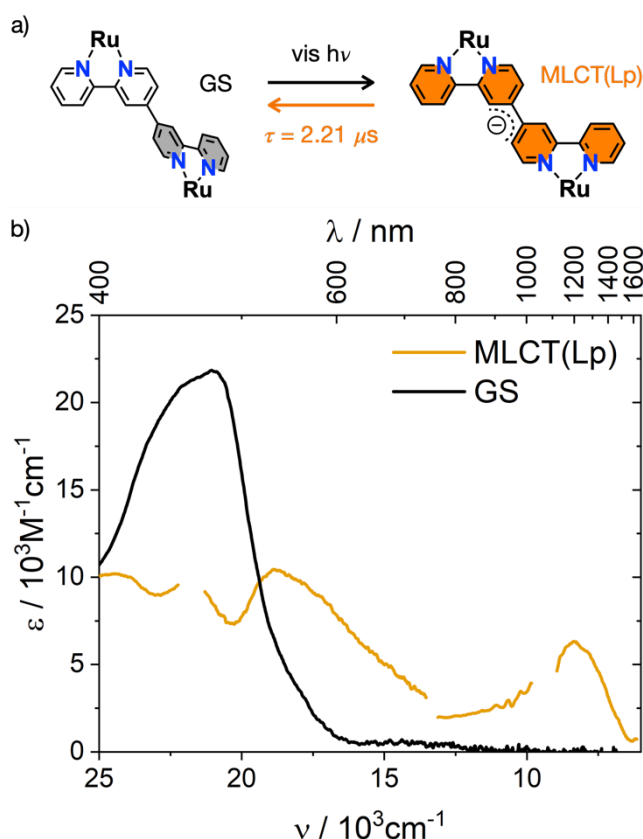 a)
Ru
N
N
N
N
Ru
GS
vis hν
τ = 2.21 μs
Ru
N
N
MLCT(Lp)
⊖
N
N
Ru
b)
λ / nm
400
600
800
1000
1200
1400
1600
25
20
15
10
5
0
ε / 10³M⁻¹cm⁻¹
MLCT(Lp)
GS
25
20
15
10
ν / 10³cm⁻¹